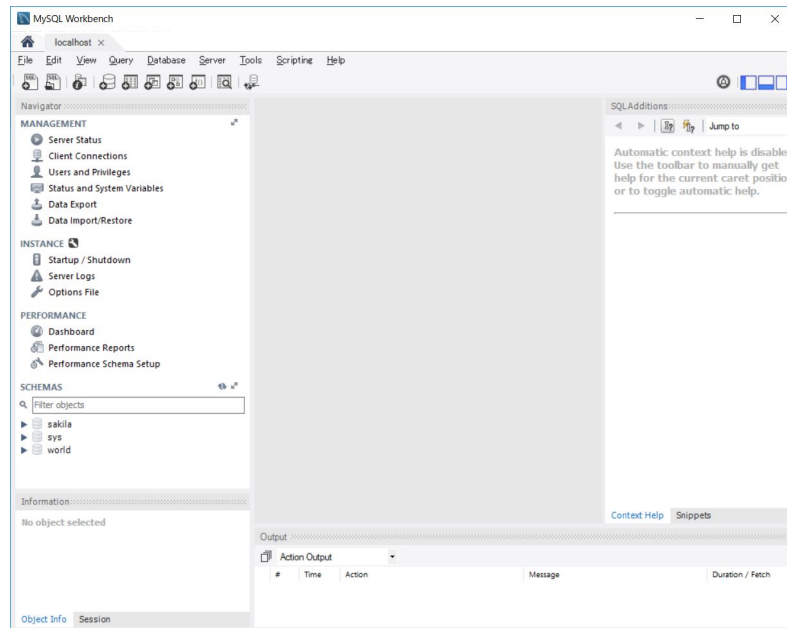 MySQL Workbench
localhost
File Edit View Query Database Server Tools Scripting Help
Navigator
MANAGEMENT
Server Status
Client Connections
Users and Privileges
Status and System Variables
Data Export
Data Import/Restore
INSTANCE
Startup / Shutdown
Server Logs
Options File
PERFORMANCE
Dashboard
Performance Reports
Performance Schema Setup
SCHEMAS
Filter objects
sakila
sys
world
Information
No object selected
Object Info Session
SQLAdditions
Jump to
Automatic context help is disable
Use the toolbar to manually get
help for the current caret positio
or to toggle automatic help.
Context Help Snippets
Output
Action Output
# Time Action Message Duration / Fetch